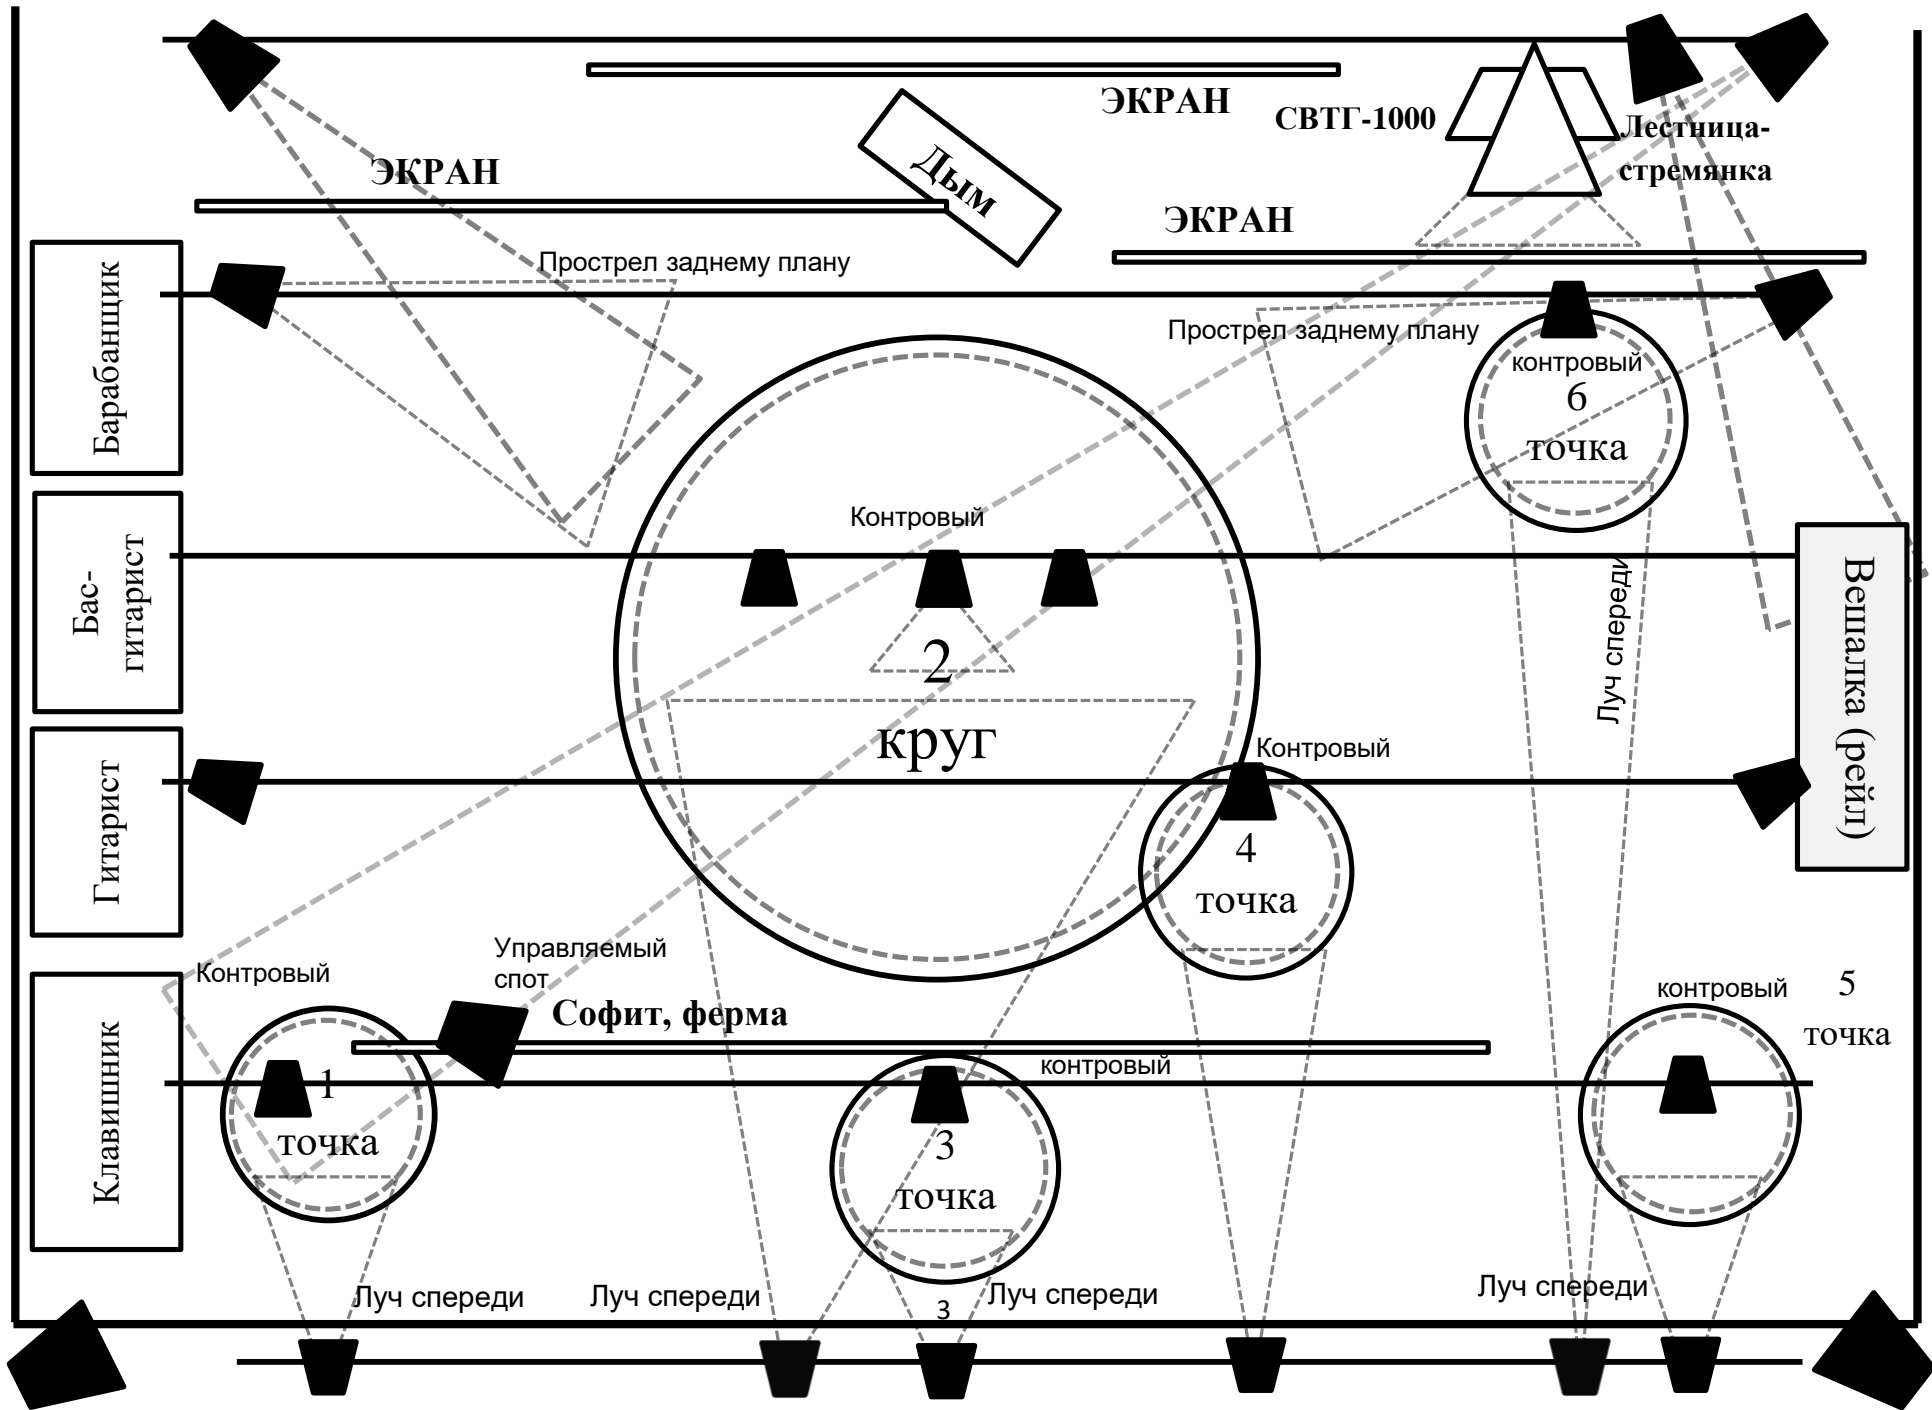 ЭКРАН
СВТГ-1000
Лестница-
стремянка
ЭКРАН
Дым
ЭКРАН
Прострел заднему плану
Прострел заднему плану
Барабанщик
контровый
6
точка
Контровый
Бас-
гитарист
2
круг
Луч спереди
Вешалка (рейл)
Контровый
Гитарист
4
точка
Управляемый
спот
Контровый
Софит, ферма
контровый
5
точка
контровый
Клавишник
1
точка
3
точка
Луч спереди
Луч спереди
3
Луч спереди
Луч спереди